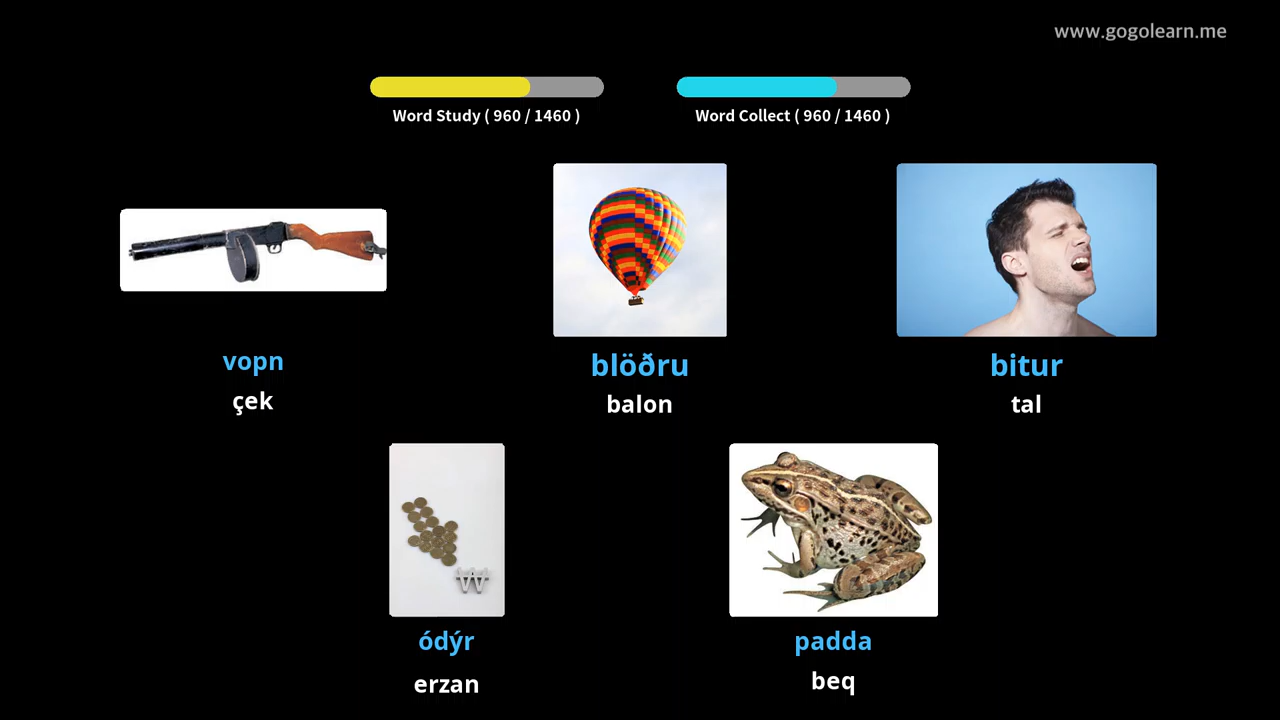 www.gogolearn.me
Word Study ( 960 / 1460 )
Word Collect ( 960 / 1460 )
vopn
çek
blöðru
balon
bitur
tal
ódýr
erzan
padda
beq